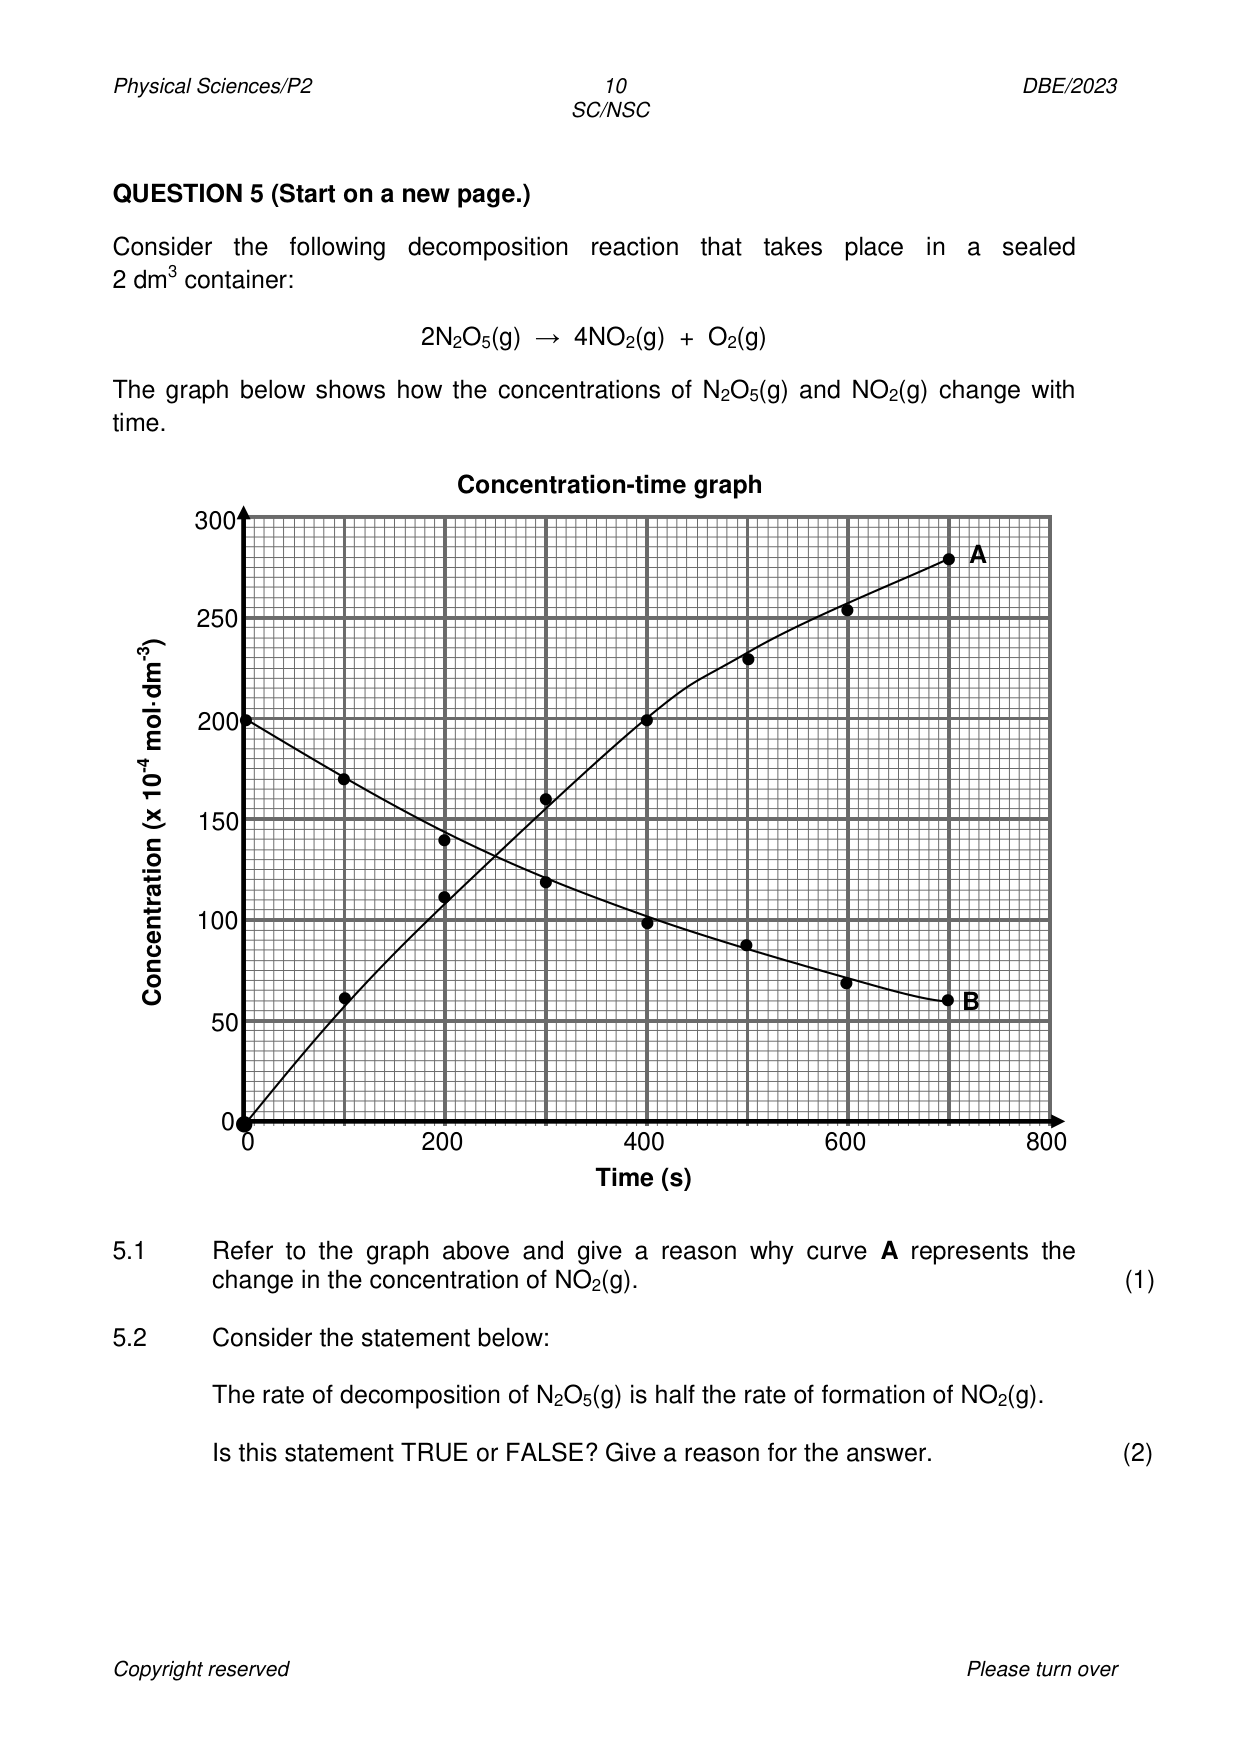 Physical Sciences/P2 10 DBE/2023
SC/NSC
QUESTION 5 (Start on a new page.)
Consider the following decomposition reaction that takes place in a sealed
2 dm³ container:
2N₂O₅(g) → 4NO₂(g) + O₂(g)
The graph below shows how the concentrations of N₂O₅(g) and NO₂(g) change with
time.
Concentration-time graph
Concentration (x 10⁻⁴ mol·dm⁻³)
300
250
200
150
100
50
0
A
B
0 200 400 600 800
Time (s)
5.1 Refer to the graph above and give a reason why curve A represents the
change in the concentration of NO₂(g). (1)
5.2 Consider the statement below:
The rate of decomposition of N₂O₅(g) is half the rate of formation of NO₂(g).
Is this statement TRUE or FALSE? Give a reason for the answer. (2)
Copyright reserved Please turn over